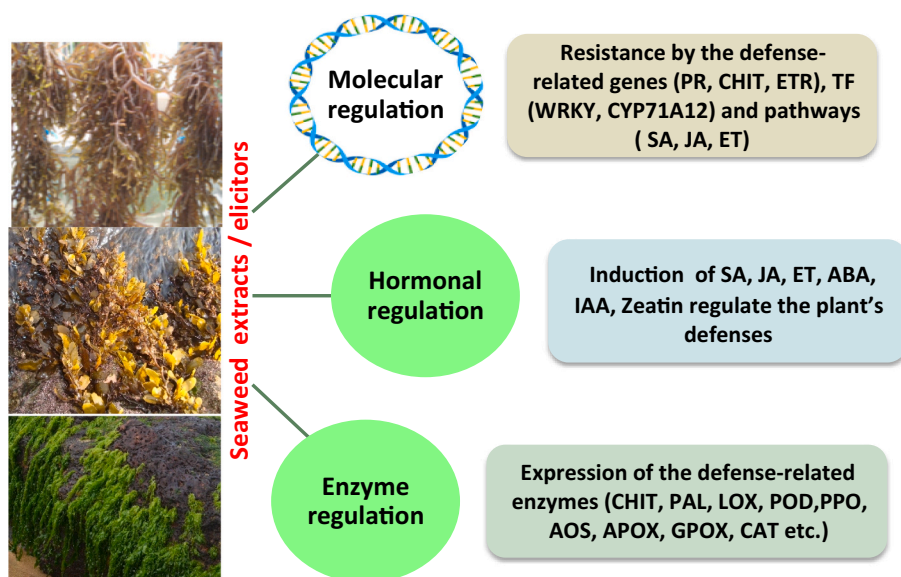 Seaweed extracts / elicitors
Molecular
regulation
Resistance by the defense-
related genes (PR, CHIT, ETR), TF
(WRKY, CYP71A12) and pathways
( SA, JA, ET)
Hormonal
regulation
Induction of SA, JA, ET, ABA,
IAA, Zeatin regulate the plant's
defenses
Enzyme
regulation
Expression of the defense-related
enzymes (CHIT, PAL, LOX, POD,PPO,
AOS, APOX, GPOX, CAT etc.)